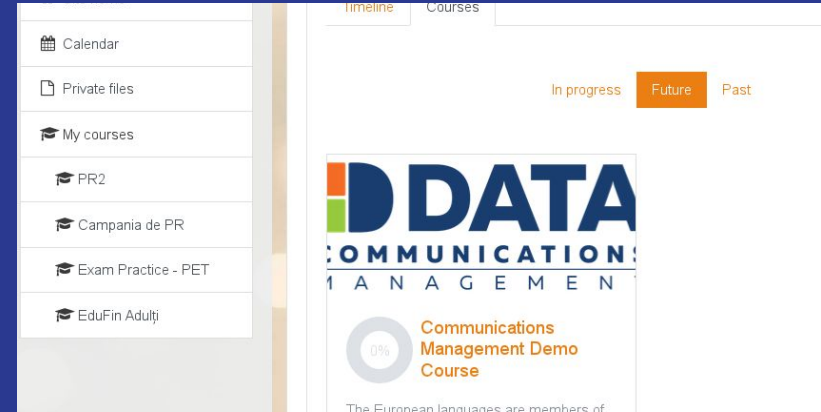 Timeline Courses
Calendar
Private files
My courses
PR2
Campania de PR
Exam Practice - PET
EduFin Adulți
In progress Future Past
DATA
COMMUNICATIONS
MANAGEMENT
0%
Communications
Management Demo
Course
The European languages are members of